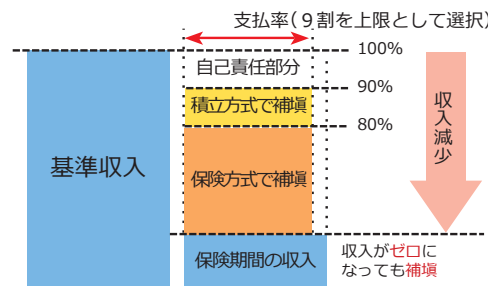 支払率(９割を上限として選択)
100%
自己責任部分
90%
積立方式で補塡
80%
基準収入
保険方式で補塡
収入減少
保険期間の収入
収入がゼロに
なっても補塡